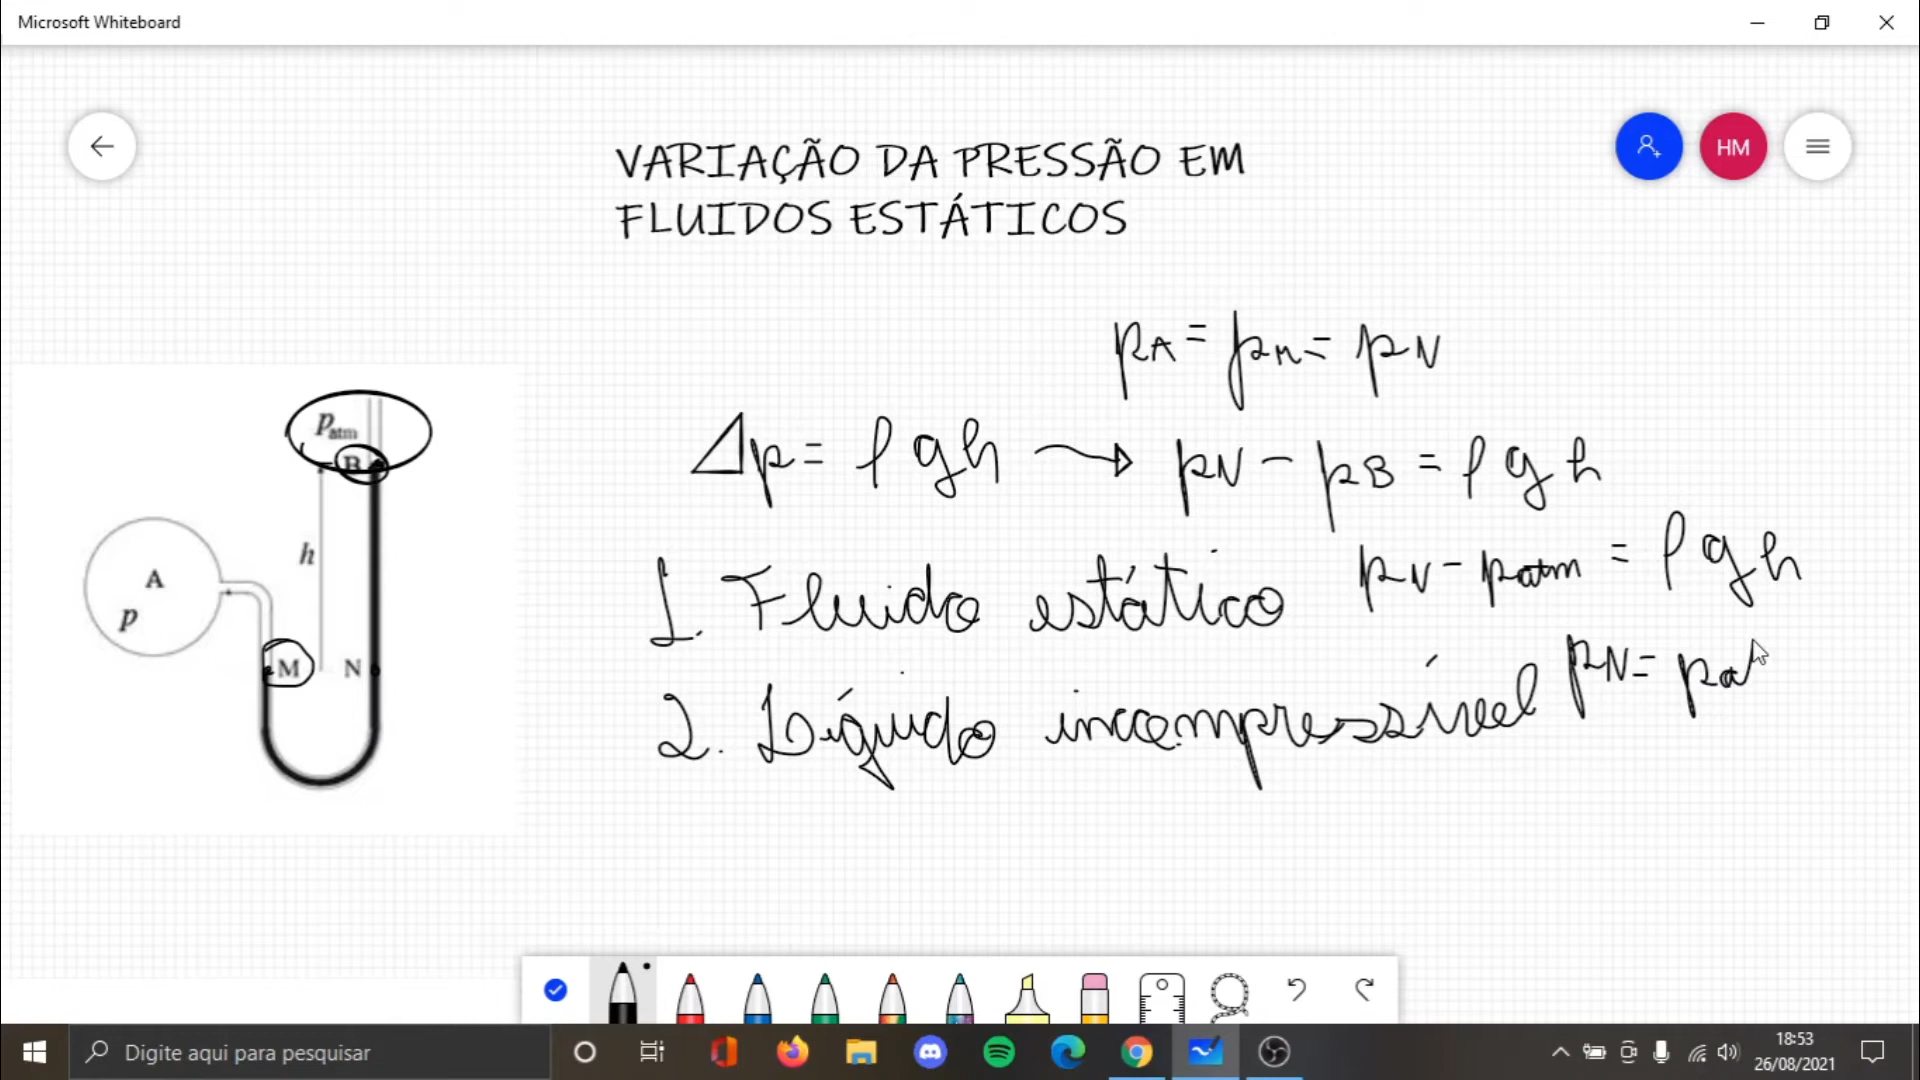 Microsoft Whiteboard
HM
VARIAÇÃO DA PRESSÃO EM
FLUIDOS ESTÁTICOS
pA = pM = pN
Δp = ρgh → pN - pB = ρgh
1. Fluido estático
pN - patm = ρgh
2. Líquido incompressível
pN = pat
patm
B
h
A
p
M
N
Digite aqui para pesquisar
18:53
26/08/2021